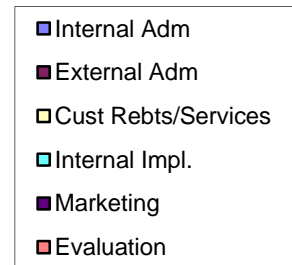 Internal Adm
External Adm
Cust Rebts/Services
Internal Impl.
Marketing
Evaluation